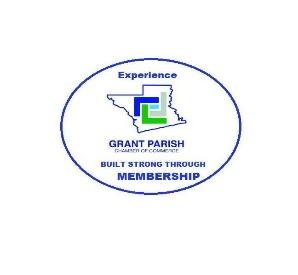 Experience
GRANT PARISH
CHAMBER OF COMMERCE
BUILT STRONG THROUGH
MEMBERSHIP